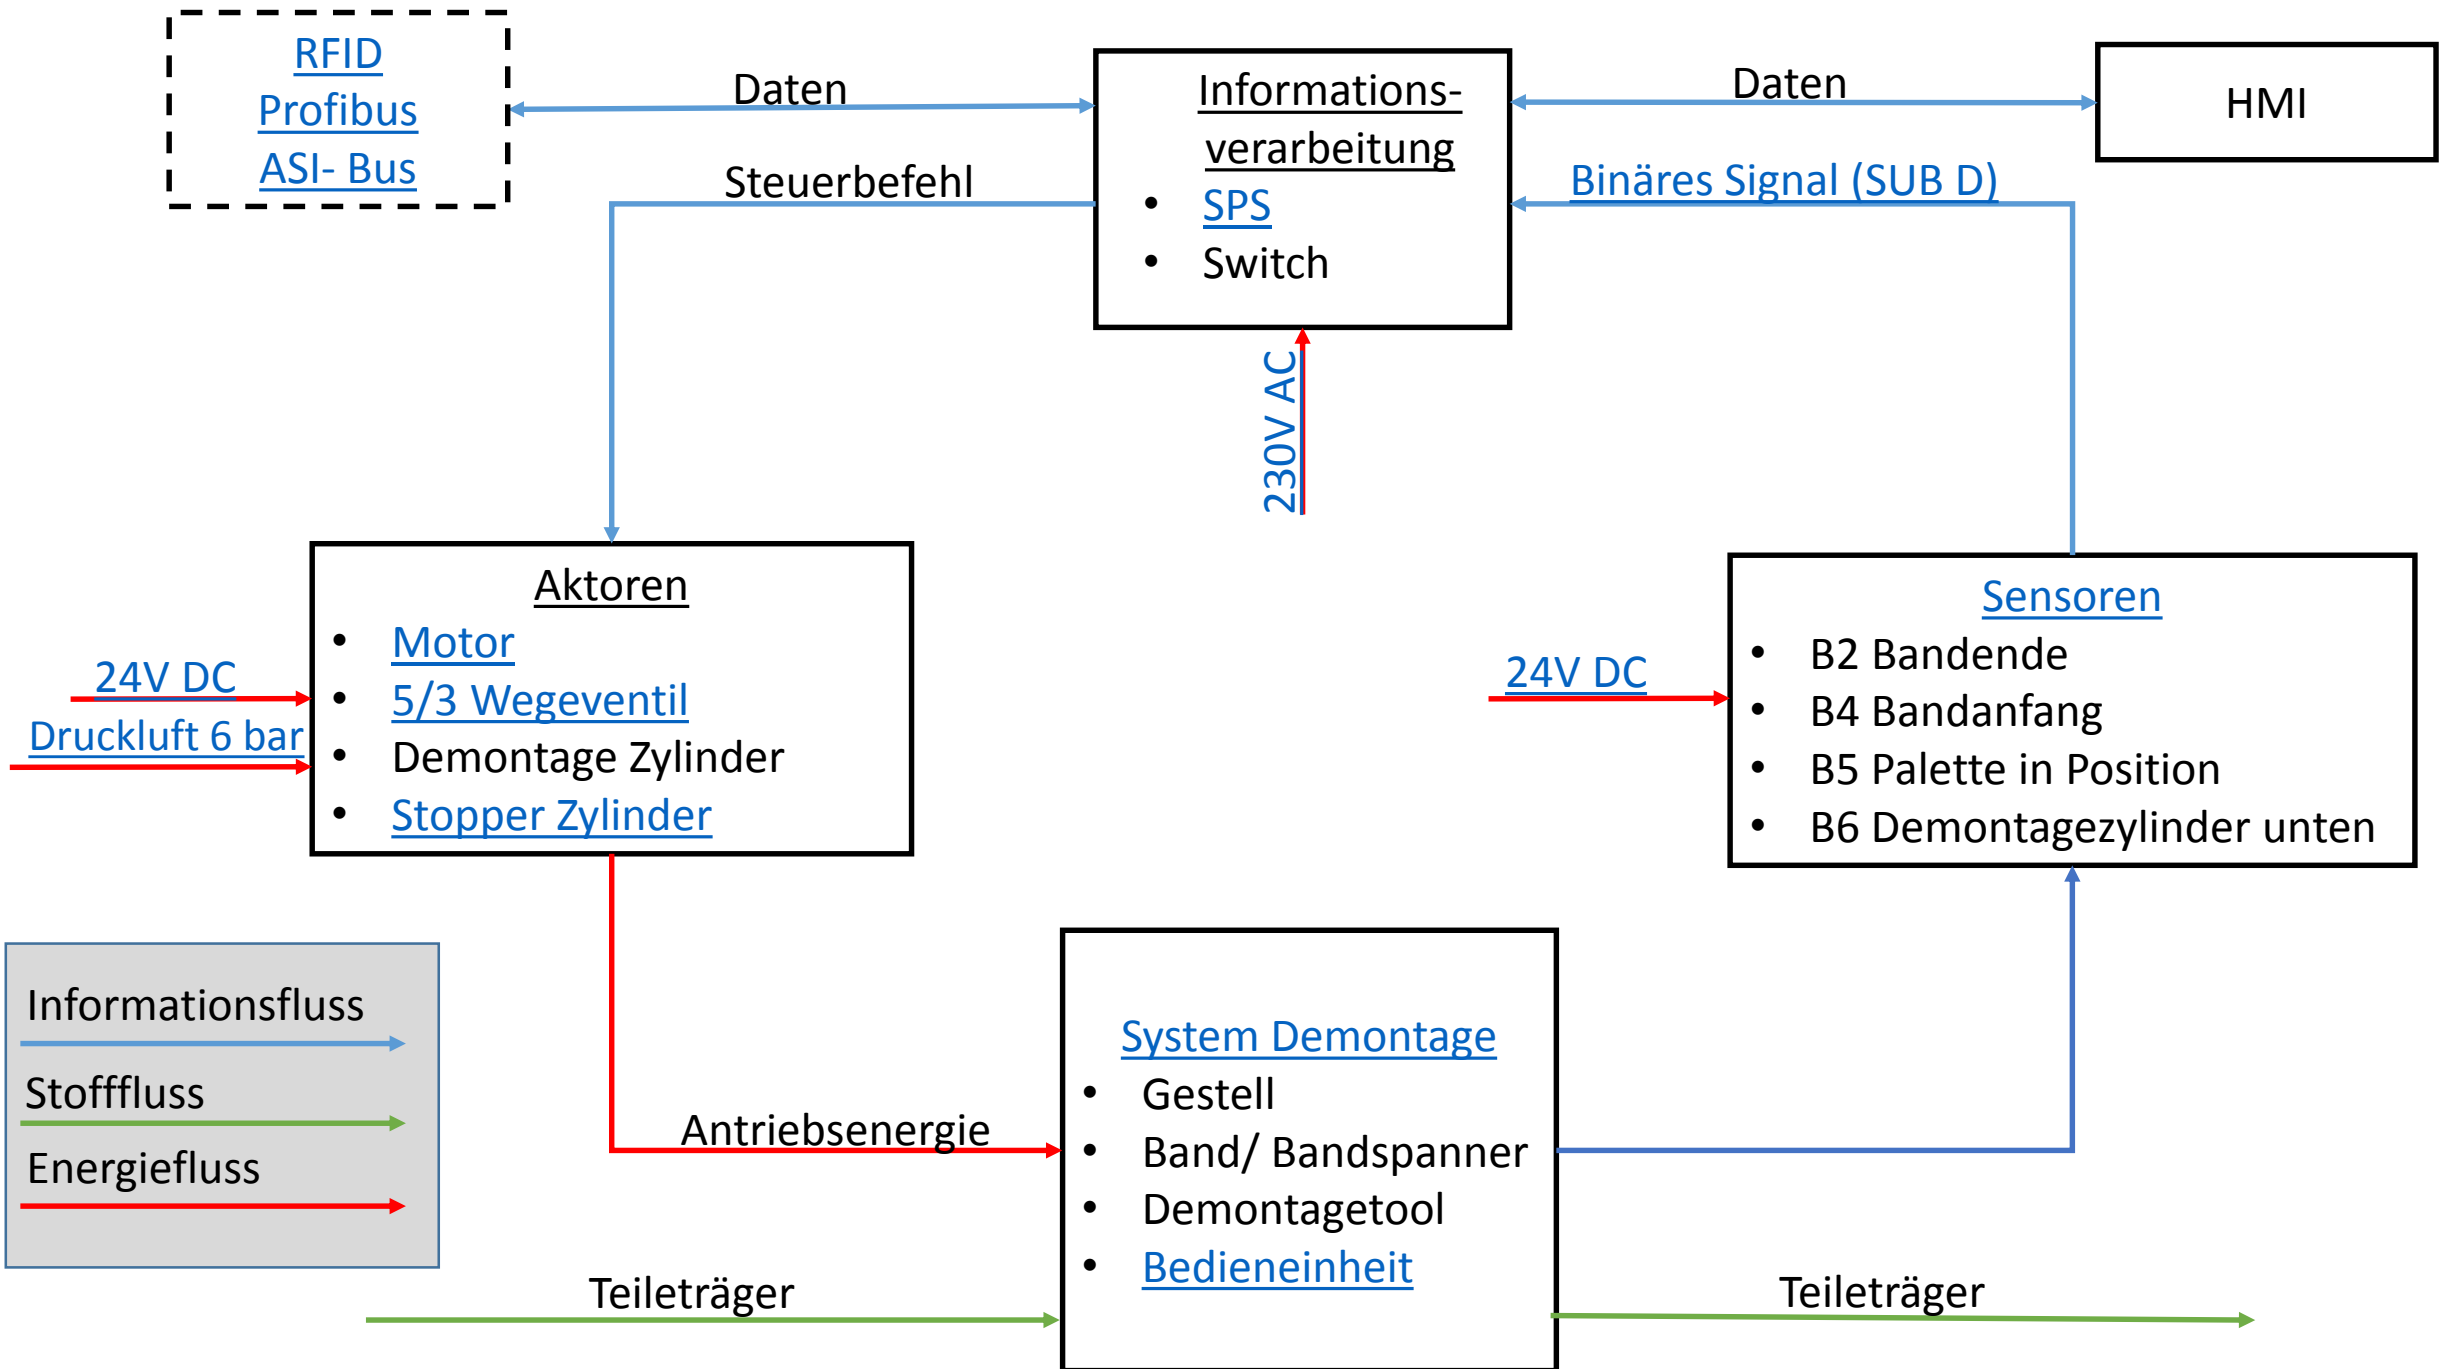 RFID
Profibus
ASI- Bus
Daten
Steuerbefehl
Informations-
verarbeitung
• SPS
• Switch
Daten
HMI
Binäres Signal (SUB D)
230V AC
Aktoren
• Motor
• 5/3 Wegeventil
• Demontage Zylinder
• Stopper Zylinder
24V DC
Druckluft 6 bar
24V DC
Sensoren
• B2 Bandende
• B4 Bandanfang
• B5 Palette in Position
• B6 Demontagezylinder unten
Informationsfluss
Stofffluss
Energiefluss
Antriebsenergie
System Demontage
• Gestell
• Band/ Bandspanner
• Demontagetool
• Bedieneinheit
Teileträger
Teileträger